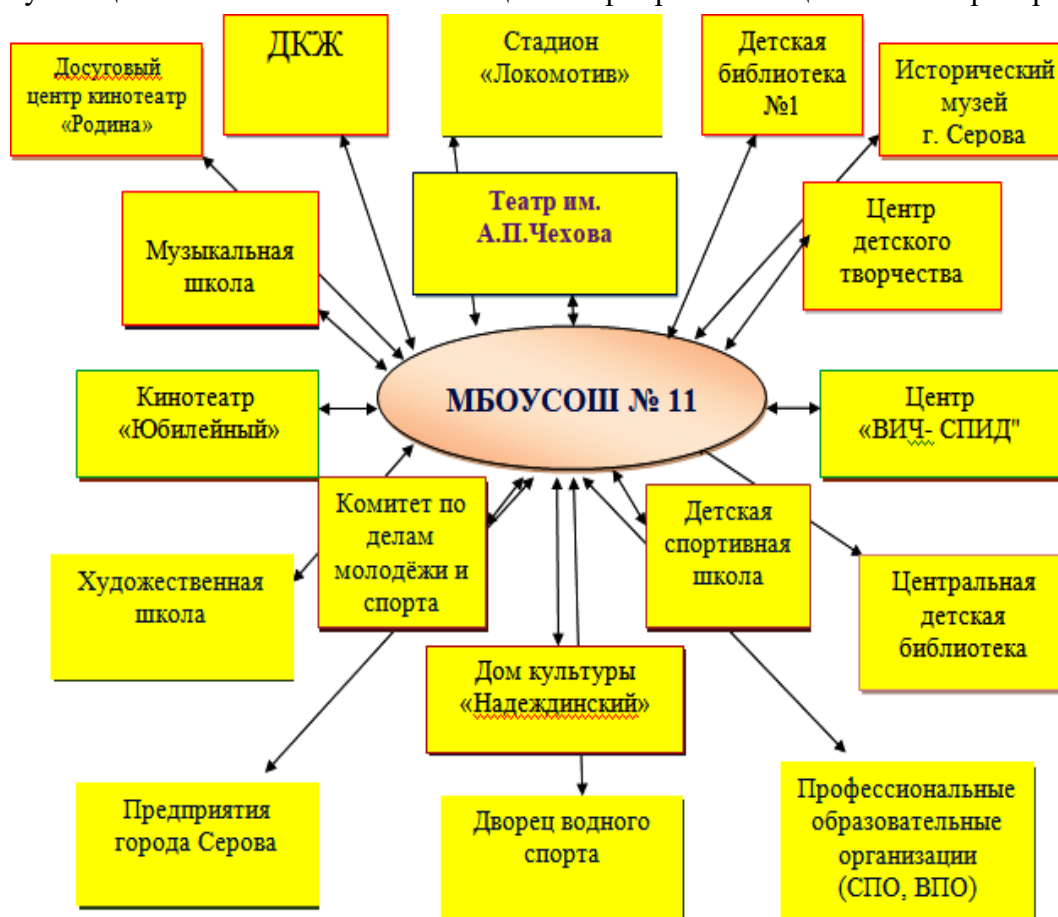 ДКЖ
Стадион
«Локомотив»
Детская
библиотека
№1
Досуговый
центр кинотеатр
«Родина»
Исторический
музей
г. Серова
Театр им.
А.П.Чехова
Музыкальная
школа
Центр
детского
творчества
Кинотеатр
«Юбилейный»
МБОУСОШ № 11
Центр
«ВИЧ- СПИД"
Комитет по
делам
молодёжи и
спорта
Детская
спортивная
школа
Художественная
школа
Центральная
детская
библиотека
Дом культуры
«Надеждинский»
Предприятия
города Серова
Дворец водного
спорта
Профессиональные
образовательные
организации
(СПО, ВПО)